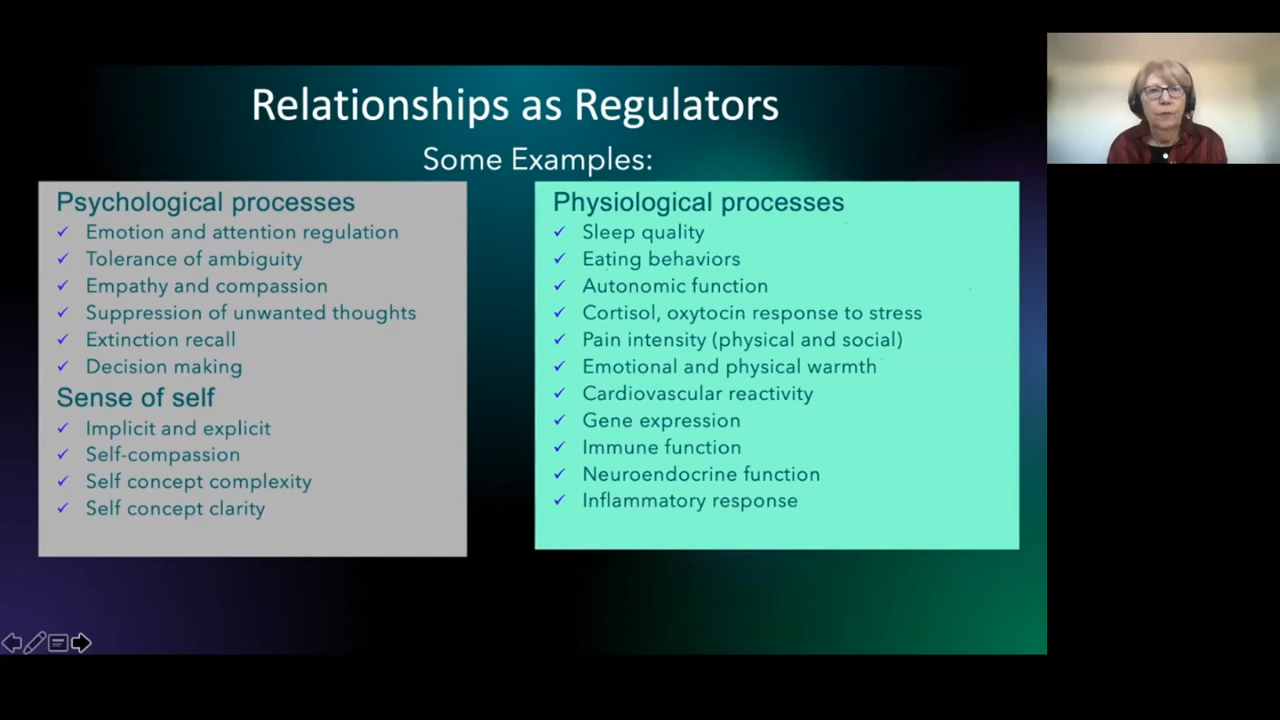 Relationships as Regulators
Some Examples:
Psychological processes
✓ Emotion and attention regulation
✓ Tolerance of ambiguity
✓ Empathy and compassion
✓ Suppression of unwanted thoughts
✓ Extinction recall
✓ Decision making
Sense of self
✓ Implicit and explicit
✓ Self-compassion
✓ Self concept complexity
✓ Self concept clarity
Physiological processes
✓ Sleep quality
✓ Eating behaviors
✓ Autonomic function
✓ Cortisol, oxytocin response to stress
✓ Pain intensity (physical and social)
✓ Emotional and physical warmth
✓ Cardiovascular reactivity
✓ Gene expression
✓ Immune function
✓ Neuroendocrine function
✓ Inflammatory response